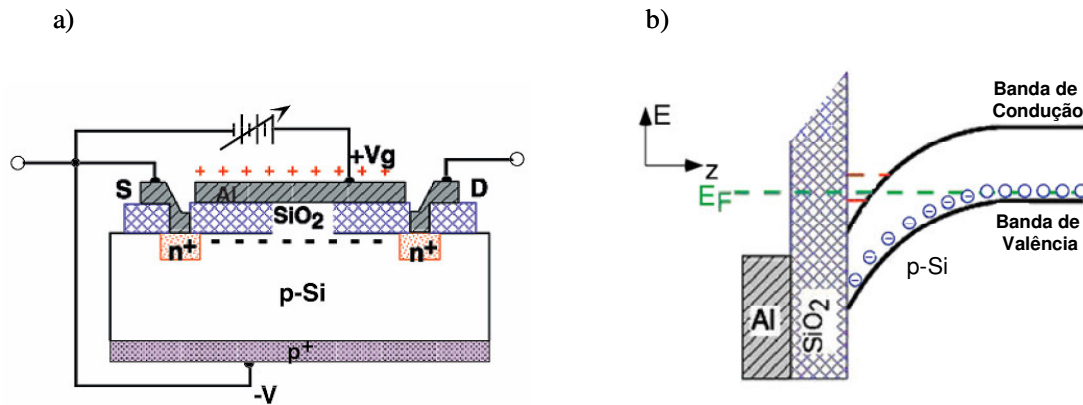 a)
b)
+Vg
S
D
Al
SiO2
n+
n+
p-Si
p+
-V
E
z
EF
Banda de
Condução
Banda de
Valência
p-Si
Al
SiO2